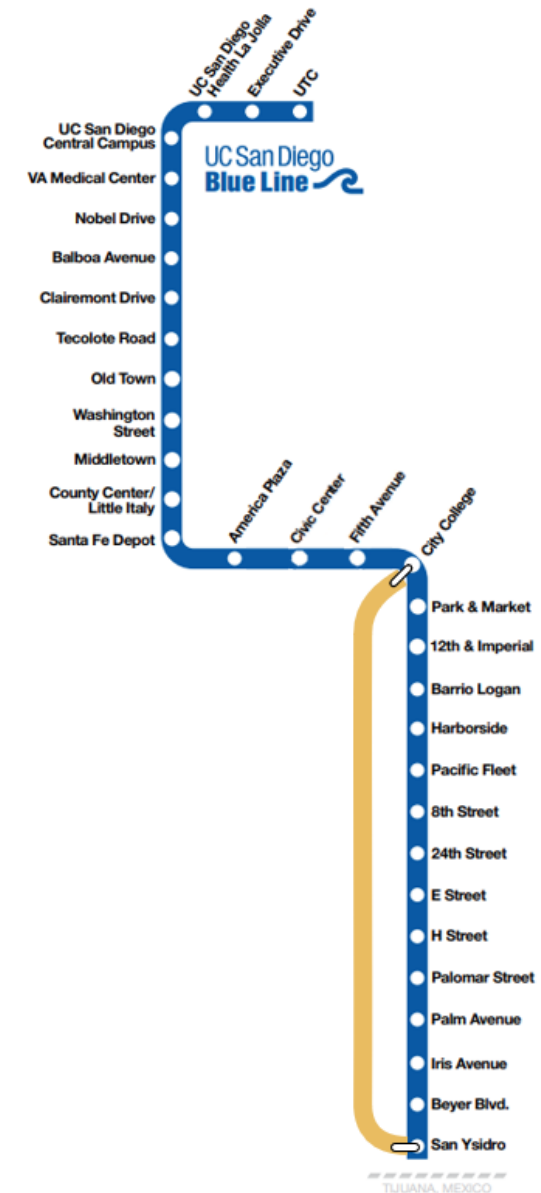 UC San Diego
Health La Jolla
Executive Drive
UTC
UC San Diego
Central Campus
UC San Diego
Blue Line
VA Medical Center
Nobel Drive
Balboa Avenue
Clairemont Drive
Tecolote Road
Old Town
Washington
Street
Middletown
County Center/
Little Italy
Santa Fe Depot
America Plaza
Civic Center
Fifth Avenue
City College
Park & Market
12th & Imperial
Barrio Logan
Harborside
Pacific Fleet
8th Street
24th Street
E Street
H Street
Palomar Street
Palm Avenue
Iris Avenue
Beyer Blvd.
San Ysidro
TIJUANA, MEXICO